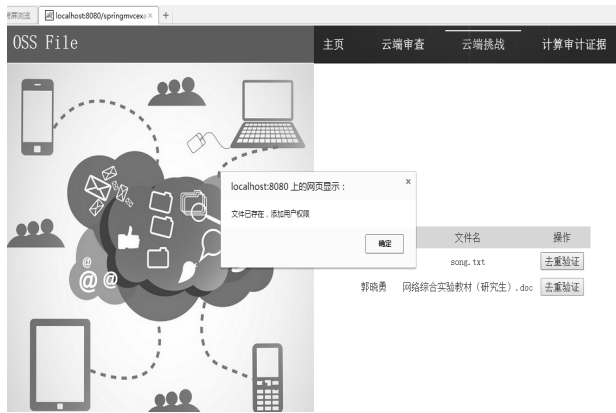 localhost:8080/springmvcexa
OSS File
主页 云端审查 云端挑战 计算审计证据
localhost:8080 上的网页显示：
文件已存在，添加用户权限
确定
文件名 操作
song.txt 去重验证
郭晓勇 网络综合实验教材（研究生）.doc 去重验证